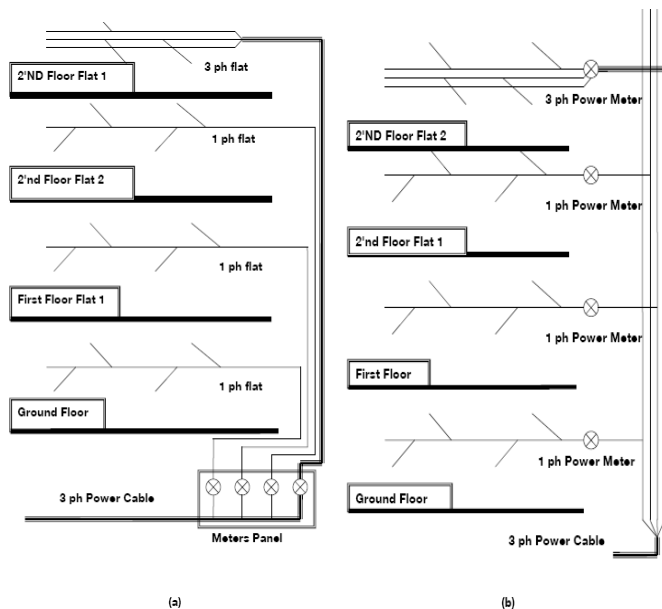 3 ph flat
2'ND Floor Flat 1
1 ph flat
2'nd Floor Flat 2
1 ph flat
First Floor Flat 1
1 ph flat
Ground Floor
3 ph Power Cable
Meters Panel
(a)
3 ph Power Meter
2'ND Floor Flat 2
1 ph Power Meter
2'nd Floor Flat 1
1 ph Power Meter
First Floor
1 ph Power Meter
Ground Floor
3 ph Power Cable
(b)